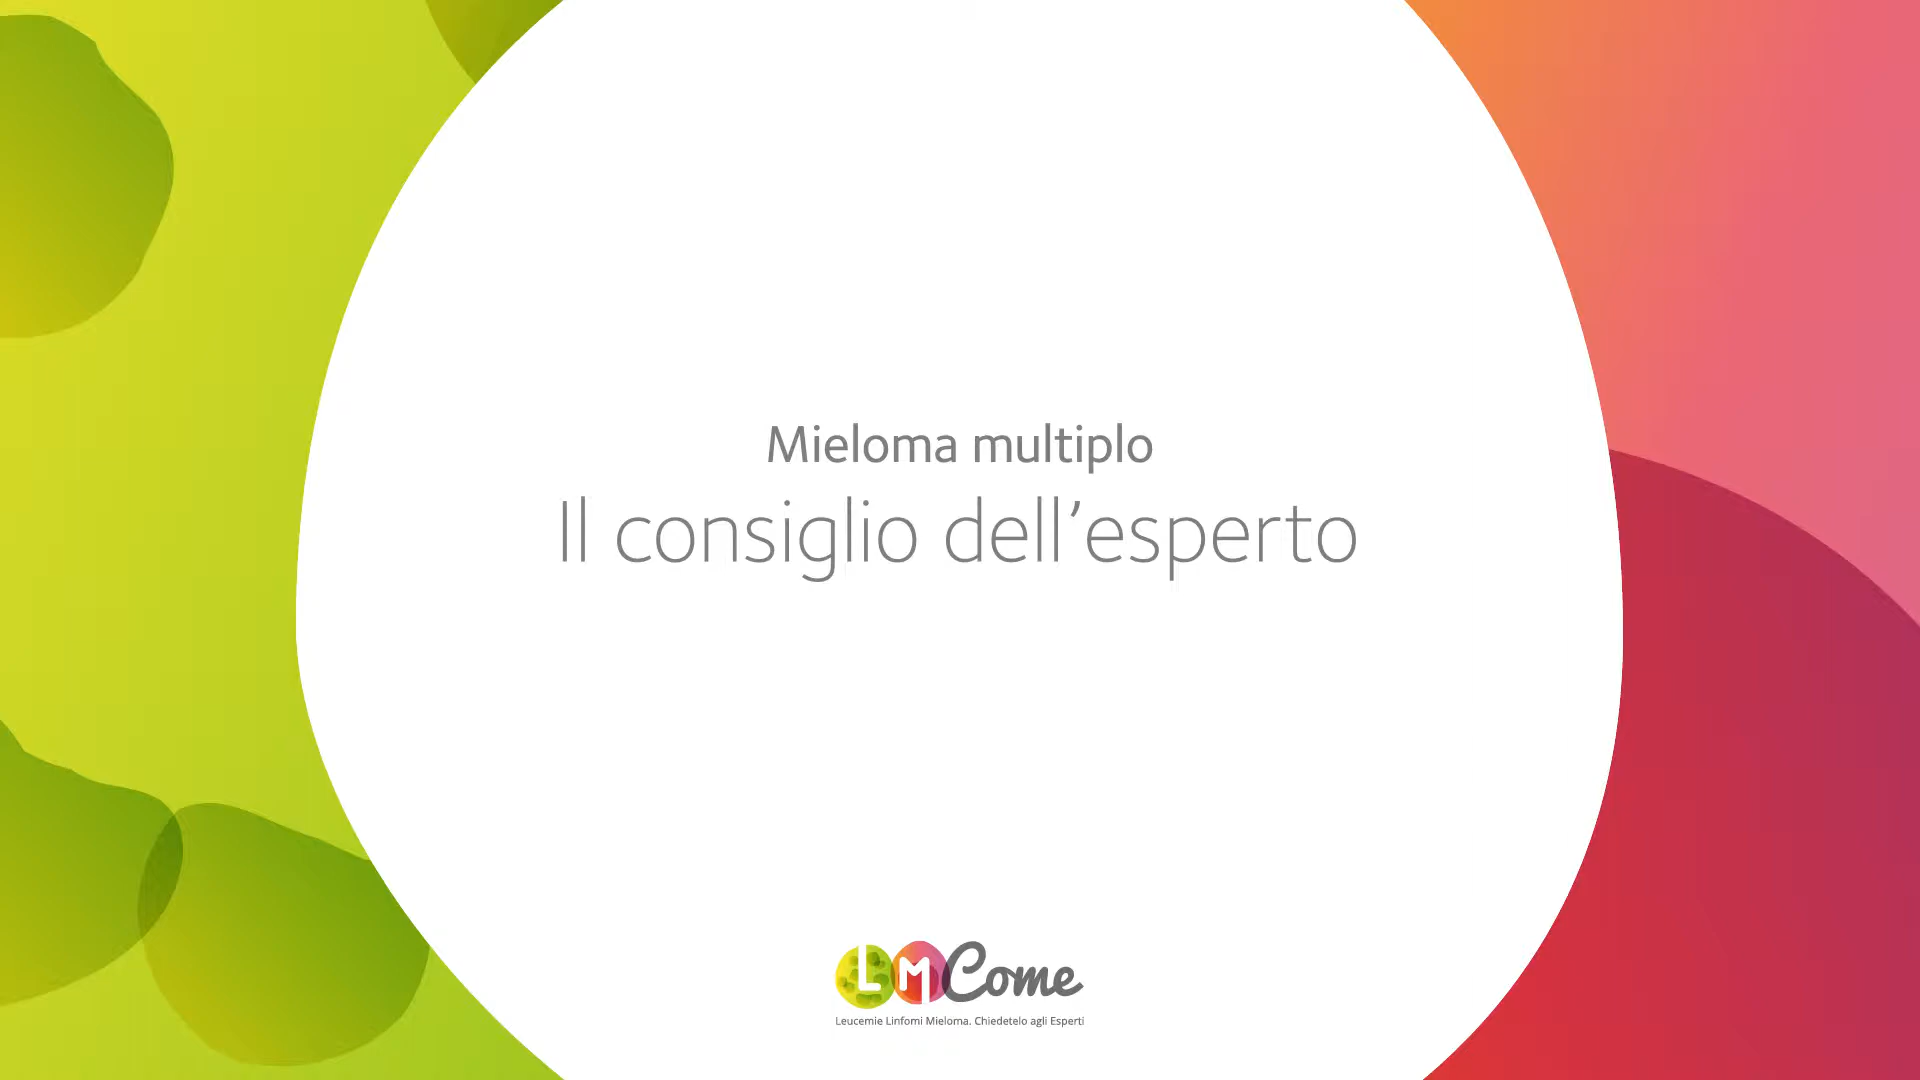 Mieloma multiplo
Il consiglio dell’esperto
LMCome
Leucemie Linfomi Mieloma. Chiedetelo agli Esperti